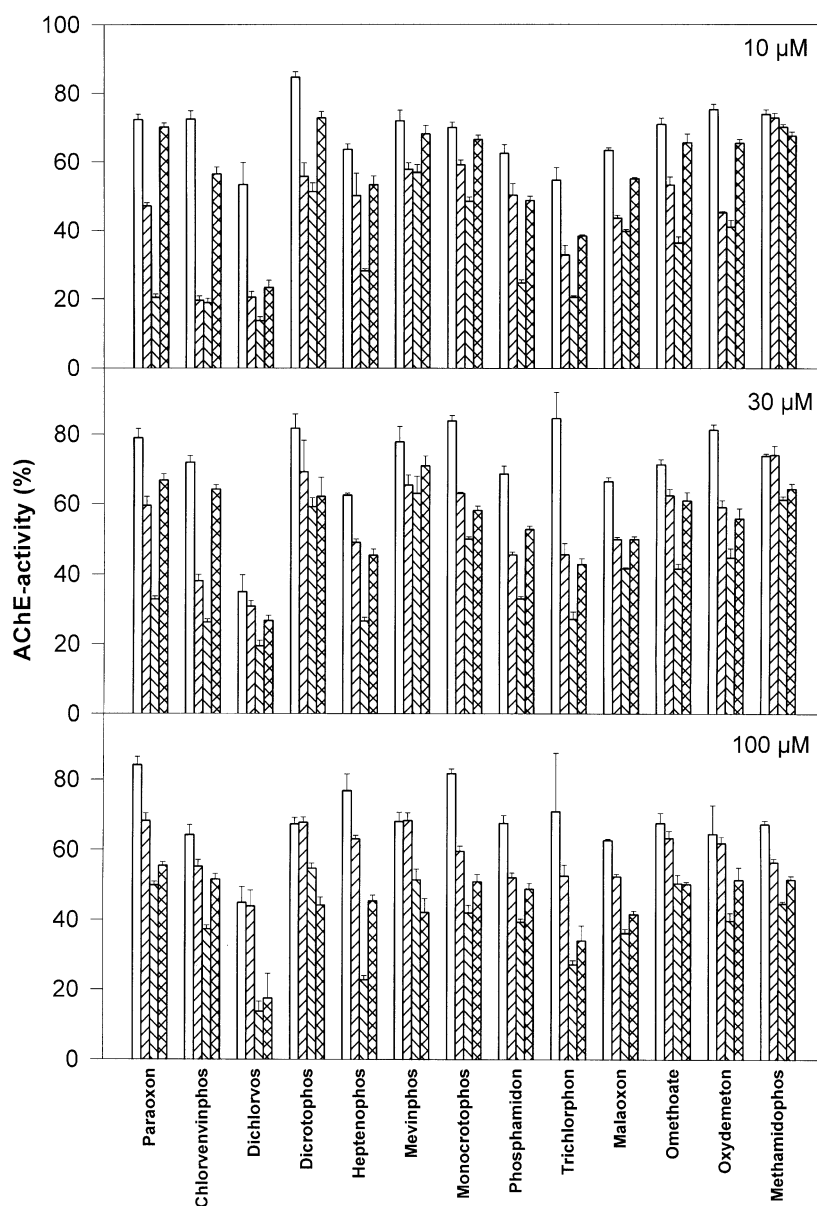 AChE-activity (%)
10 µM
100
80
60
40
20
0
30 µM
80
60
40
20
0
100 µM
80
60
40
20
0
Paraoxon
Chlorvenvinphos
Dichlorvos
Dicrotophos
Heptenophos
Mevinphos
Monocrotophos
Phosphamidon
Trichlorphon
Malaoxon
Omethoate
Oxydemeton
Methamidophos